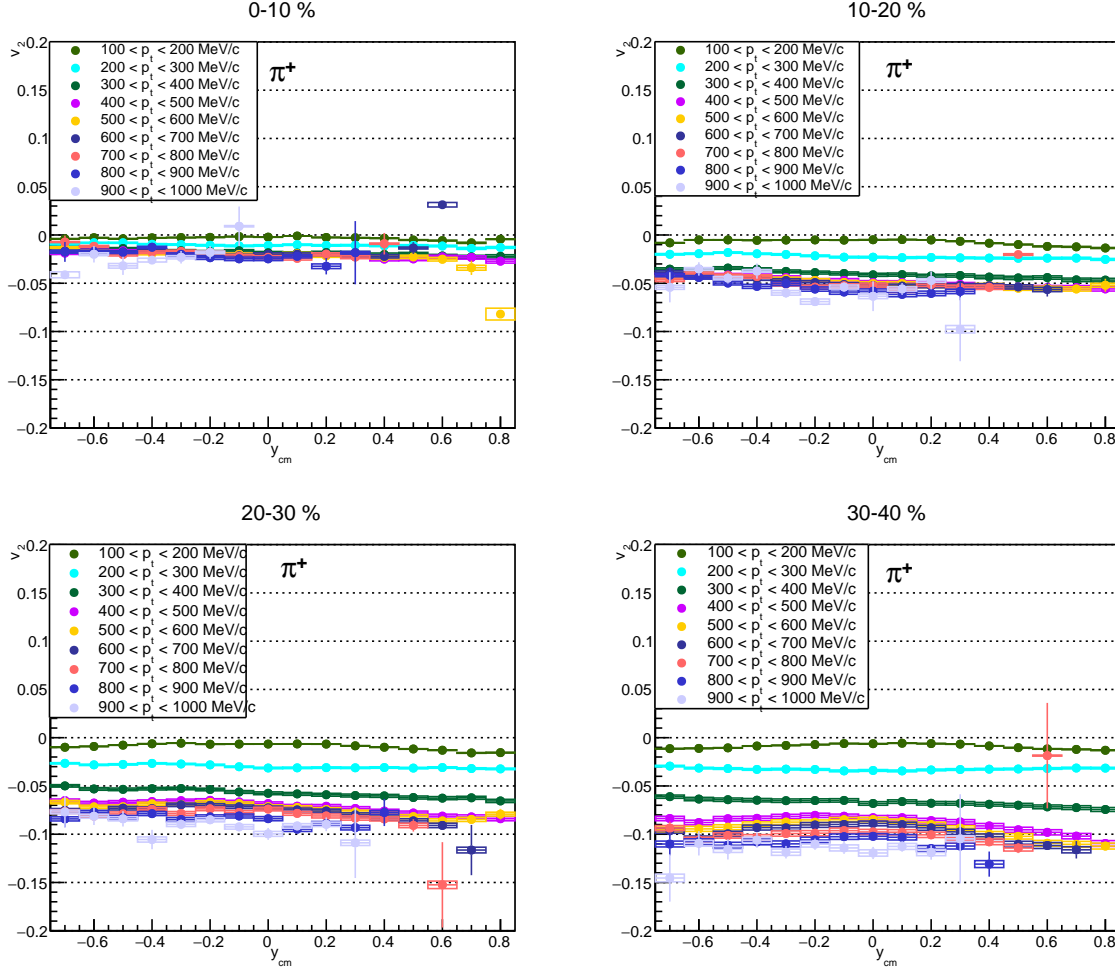 0-10 %
v2
0.2
0.15
0.1
0.05
0
−0.05
−0.1
−0.15
−0.2
100 < pt < 200 MeV/c
200 < pt < 300 MeV/c
300 < pt < 400 MeV/c
400 < pt < 500 MeV/c
500 < pt < 600 MeV/c
600 < pt < 700 MeV/c
700 < pt < 800 MeV/c
800 < pt < 900 MeV/c
900 < pt < 1000 MeV/c
π+
−0.6 −0.4 −0.2 0 0.2 0.4 0.6 0.8
ycm
10-20 %
v2
0.2
0.15
0.1
0.05
0
−0.05
−0.1
−0.15
−0.2
100 < pt < 200 MeV/c
200 < pt < 300 MeV/c
300 < pt < 400 MeV/c
400 < pt < 500 MeV/c
500 < pt < 600 MeV/c
600 < pt < 700 MeV/c
700 < pt < 800 MeV/c
800 < pt < 900 MeV/c
900 < pt < 1000 MeV/c
π+
−0.6 −0.4 −0.2 0 0.2 0.4 0.6 0.8
ycm
20-30 %
v2
0.2
0.15
0.1
0.05
0
−0.05
−0.1
−0.15
−0.2
100 < pt < 200 MeV/c
200 < pt < 300 MeV/c
300 < pt < 400 MeV/c
400 < pt < 500 MeV/c
500 < pt < 600 MeV/c
600 < pt < 700 MeV/c
700 < pt < 800 MeV/c
800 < pt < 900 MeV/c
900 < pt < 1000 MeV/c
π+
−0.6 −0.4 −0.2 0 0.2 0.4 0.6 0.8
ycm
30-40 %
v2
0.2
0.15
0.1
0.05
0
−0.05
−0.1
−0.15
−0.2
100 < pt < 200 MeV/c
200 < pt < 300 MeV/c
300 < pt < 400 MeV/c
400 < pt < 500 MeV/c
500 < pt < 600 MeV/c
600 < pt < 700 MeV/c
700 < pt < 800 MeV/c
800 < pt < 900 MeV/c
900 < pt < 1000 MeV/c
π+
−0.6 −0.4 −0.2 0 0.2 0.4 0.6 0.8
ycm